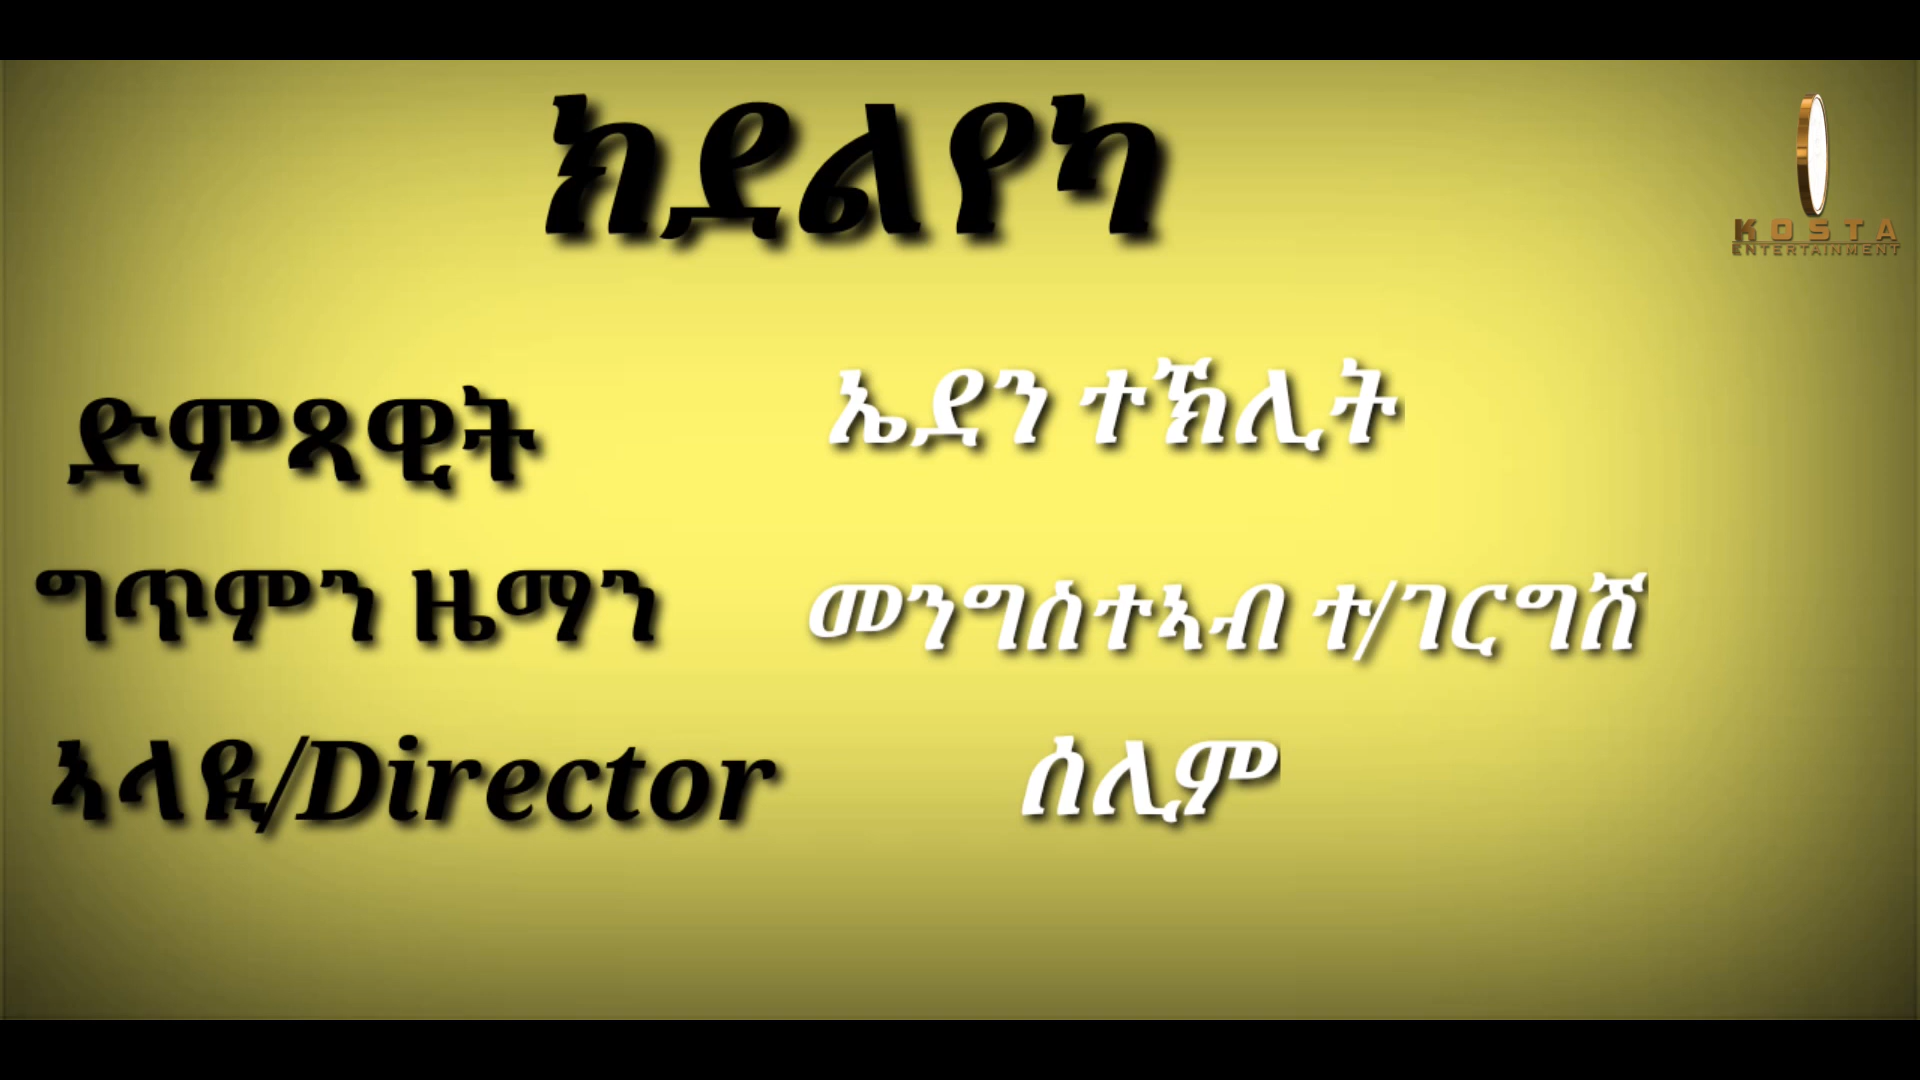 ክደልየካ
KOSTA
ENTERTAINMENT
ድምጻዊት ኤደን ተኽሊት
ግጥምን ዜማን መንግስተኣብ ተ/ገርግሽ
ኣላዪ/Director ሰሊም